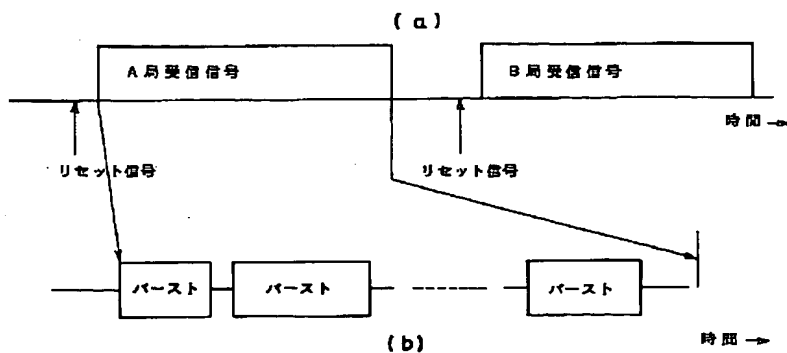 (a)
A局受信信号
B局受信信号
時間
リセット信号
リセット信号
バースト
バースト
バースト
(b)
時間